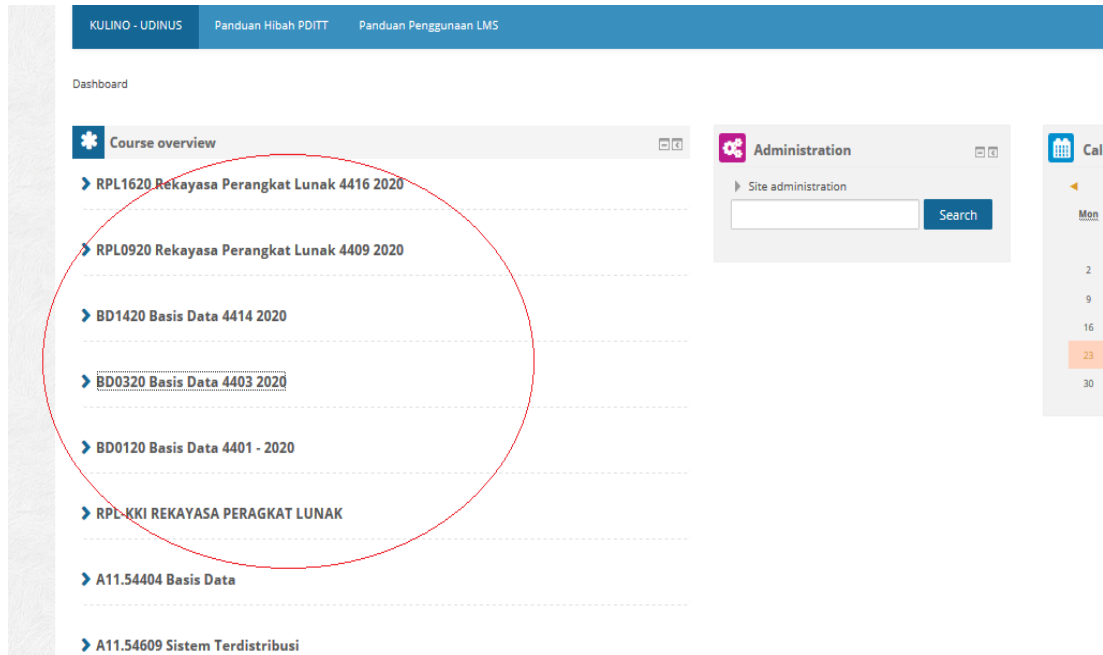 KULINO - UDINUS Panduan Hibah PDITT Panduan Penggunaan LMS
Dashboard
Course overview
RPL1620 Rekayasa Perangkat Lunak 4416 2020
RPL0920 Rekayasa Perangkat Lunak 4409 2020
BD1420 Basis Data 4414 2020
BD0320 Basis Data 4403 2020
BD0120 Basis Data 4401 - 2020
RPL-KKI REKAYASA PERAGKAT LUNAK
A11.54404 Basis Data
A11.54609 Sistem Terdistribusi
Administration
Site administration
Search
Cal
Mon
2
9
16
23
30